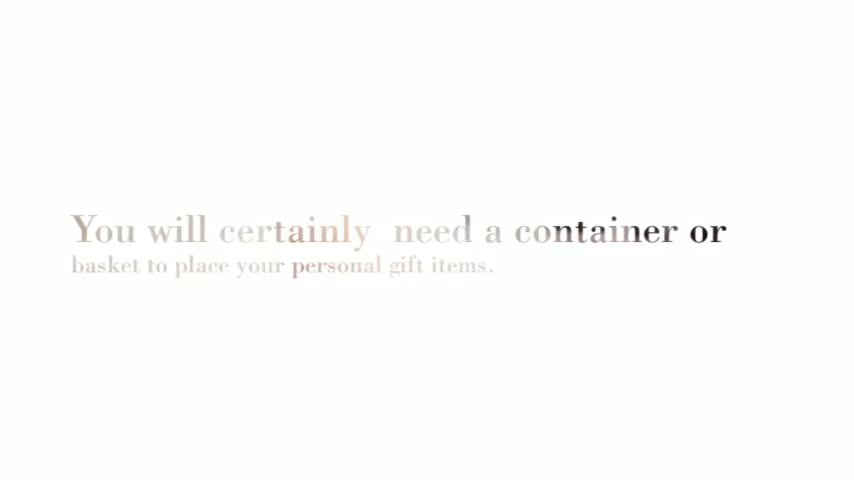 You will certainly need a container or
basket to place your personal gift items.